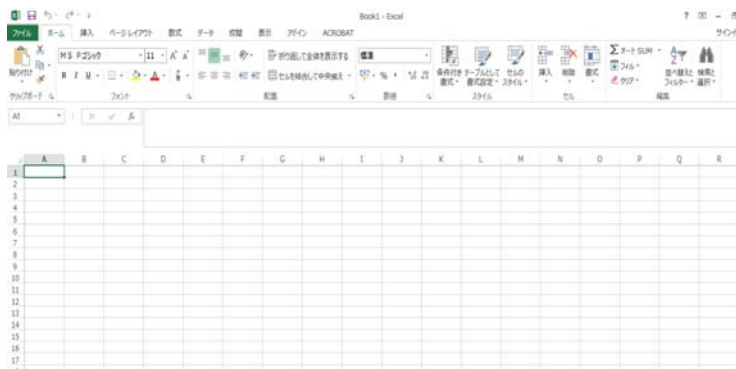 Book1 - Excel
ファイル ホーム 挿入 ページ レイアウト 数式 データ 校閲 表示 アドイン ACROBAT サインイ
MS Pゴシック 11 A A 折り返して全体を表示する 標準 オート SUM
貼り付け B I U A セルを結合して中央揃え % 条件付き 書式 テーブルとして 書式設定 セルの スタイル 挿入 削除 書式 フィル クリア 並べ替えと フィルター 検索と 選択
クリップボード フォント 配置 数値 スタイル セル 編集
A1 fx
A B C D E F G H I J K L M N O P Q R
1
2
3
4
5
6
7
8
9
10
11
12
13
14
15
16
17